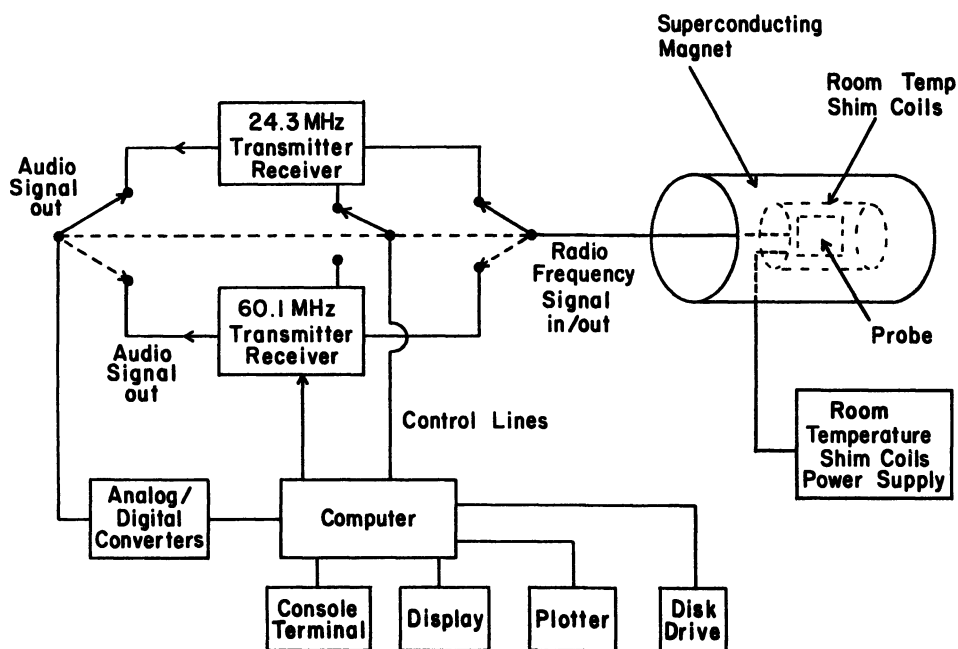 Superconducting
Magnet
Room Temp
Shim Coils
24.3 MHz
Transmitter
Receiver
Audio
Signal
out
Radio
Frequency
Signal
in/out
60.1 MHz
Transmitter
Receiver
Audio
Signal
out
Probe
Control Lines
Room
Temperature
Shim Coils
Power Supply
Analog/
Digital
Converters
Computer
Console
Terminal
Display
Plotter
Disk
Drive